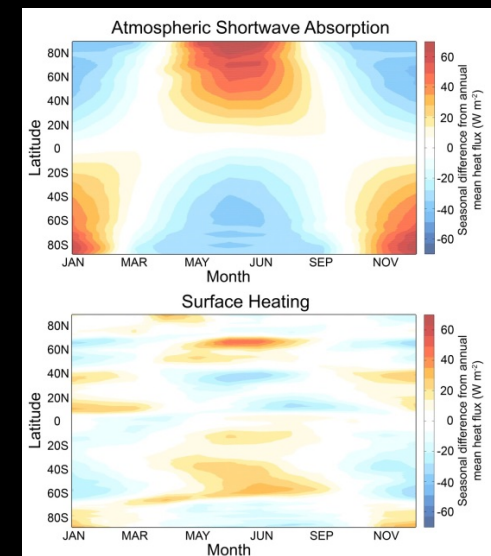 Atmospheric Shortwave Absorption
80N
60N
40N
20N
0
20S
40S
60S
80S
Latitude
JAN MAR MAY JUN SEP NOV
Month
60
40
20
0
-20
-40
-60
Seasonal difference from annual
mean heat flux (W m-2)
Surface Heating
80N
60N
40N
20N
0
20S
40S
60S
80S
Latitude
JAN MAR MAY JUN SEP NOV
Month
60
40
20
0
-20
-40
-60
Seasonal difference from annual
mean heat flux (W m-2)